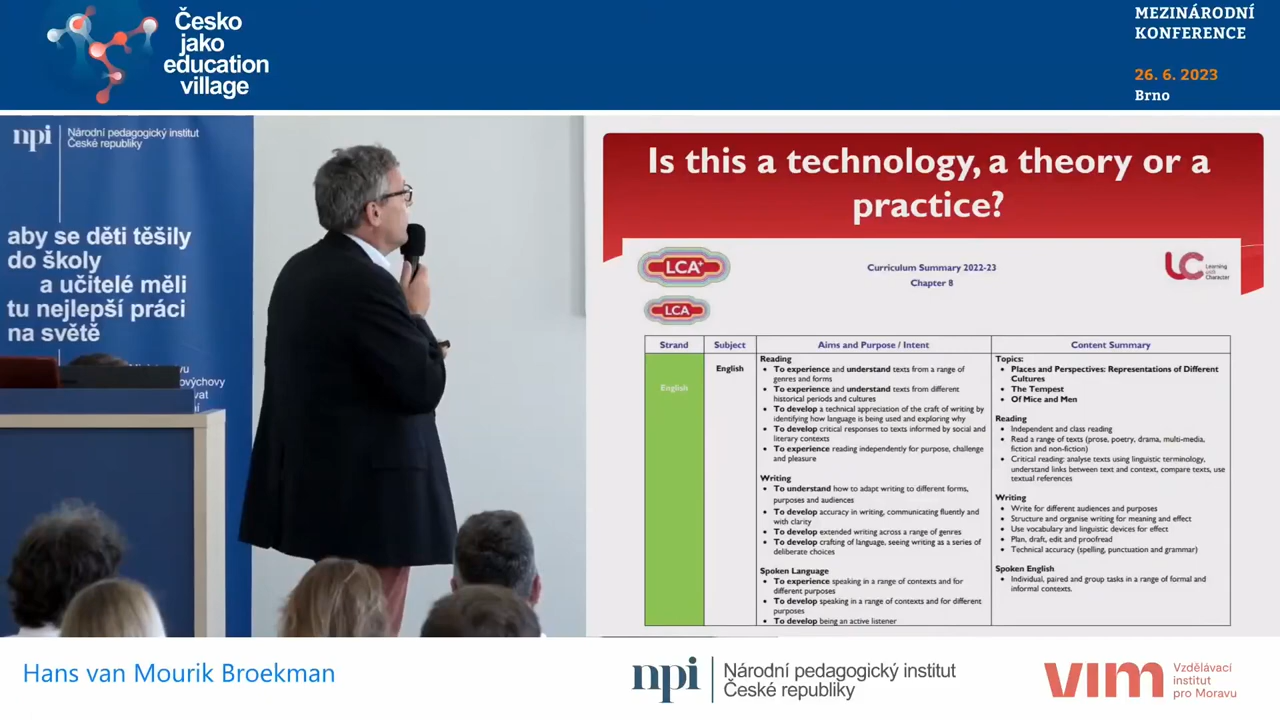 Česko
jako
education
village
MEZINÁRODNÍ
KONFERENCE
26. 6. 2023
Brno
npi
Národní pedagogický institut
České republiky
aby se děti těšily
do školy
a učitelé měli
tu nejlepší práci
na světě
Is this a technology, a theory or a
practice?
LCA+
LCA
Curriculum Summary 2022-23
Chapter 8
LC
Learning
Character
Strand
Subject
Aims and Purpose / Intent
Content Summary
English
English
Reading
• To experience and understand texts from a range of
genres and forms
• To experience and understand texts from different
historical periods and cultures
• To develop a technical appreciation of the craft of writing by
identifying how language is being used and exploring why
• To develop critical responses to texts informed by social and
literary contexts
• To experience reading independently for purpose, challenge
and pleasure
Writing
• To understand how to adapt writing to different forms,
purposes and audiences
• To develop accuracy in writing, communicating fluently and
with clarity
• To develop extended writing across a range of genres
• To develop crafting of language, seeing writing as a series of
deliberate choices
Spoken Language
• To experience speaking in a range of contexts and for
different purposes
• To develop speaking in a range of contexts and for different
purposes
• To develop being an active listener
Topics:
• Places and Perspectives: Representations of Different
Cultures
• The Tempest
• Of Mice and Men
Reading
• Independent and class reading
• Read a range of texts (prose, poetry, drama, multi-media,
fiction and non-fiction)
• Critical reading: analyse texts using linguistic terminology,
understand links between text and context, compare texts, use
textual references
Writing
• Write for different audiences and purposes
• Structure and organise writing for meaning and effect
• Use vocabulary and linguistic devices for effect
• Plan, draft, edit and proofread
• Technical accuracy (spelling, punctuation and grammar)
Spoken English
• Individual, paired and group tasks in a range of formal and
informal contexts.
Hans van Mourik Broekman
npi
Národní pedagogický institut
České republiky
vim
Vzdělávací
institut
pro Moravu